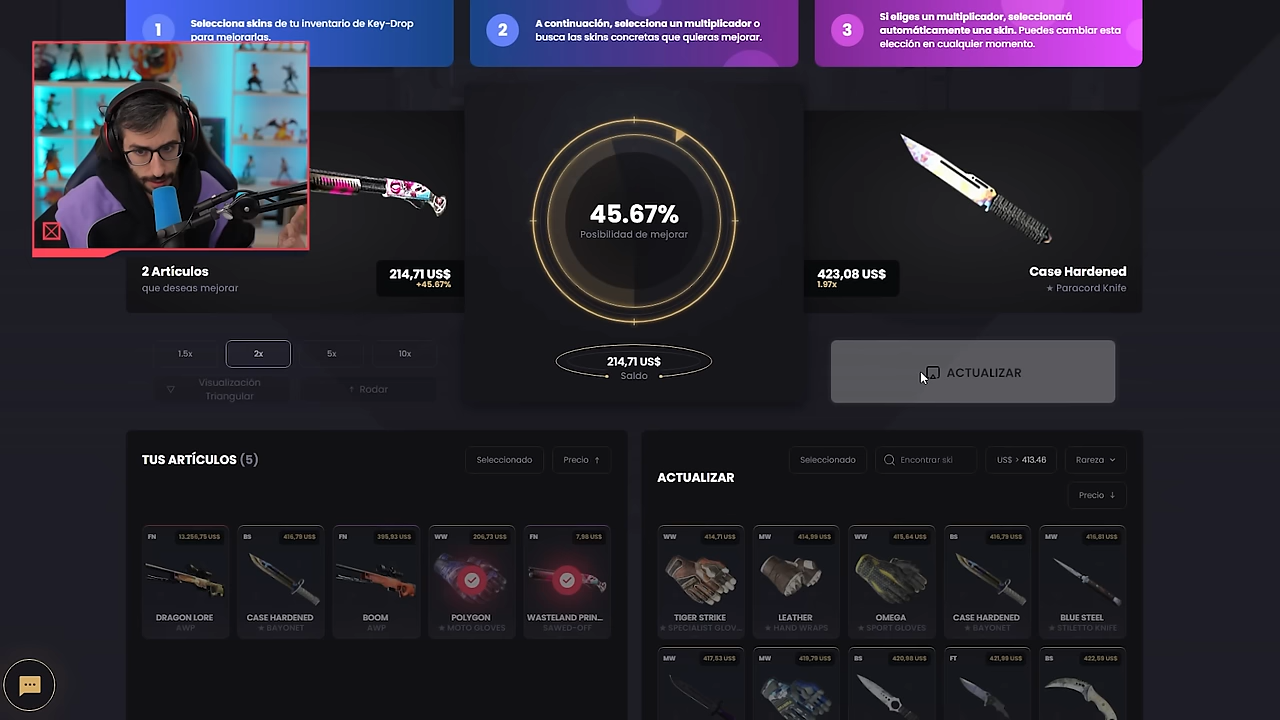 1
Selecciona skins de tu inventario de Key-Drop
para mejorarlas.
2
A continuación, selecciona un multiplicador o
busca las skins concretas que quieras mejorar.
3
Si eliges un multiplicador, seleccionará
automáticamente una skin. Puedes cambiar esta
elección en cualquier momento.
2 Artículos
que deseas mejorar
214,71 US$
+45.67%
45.67%
Posibilidad de mejorar
214,71 US$
Saldo
423,08 US$
1.97x
Case Hardened
★ Paracord Knife
1.5x
2x
5x
10x
Visualización
Triangular
↑ Rodar
ACTUALIZAR
TUS ARTÍCULOS (5)
Seleccionado
Precio ↑
FN 13.256,75 US$
DRAGON LORE
AWP
BS 416,79 US$
CASE HARDENED
★ BAYONET
FN 395,93 US$
BOOM
AWP
WW 206,73 US$
POLYGON
★ MOTO GLOVES
FN 7,98 US$
WASTELAND PRIN...
SAWED-OFF
ACTUALIZAR
Seleccionado
Encontrar ski
US$ > 413.46
Rareza
Precio ↓
WW 414,71 US$
TIGER STRIKE
★ SPECIALIST GLOV...
MW 414,99 US$
LEATHER
★ HAND WRAPS
WW 415,64 US$
OMEGA
★ SPORT GLOVES
BS 416,79 US$
CASE HARDENED
★ BAYONET
MW 416,81 US$
BLUE STEEL
★ STILETTO KNIFE
MW 417,53 US$
MW 419,79 US$
BS 420,98 US$
FT 421,99 US$
BS 422,59 US$